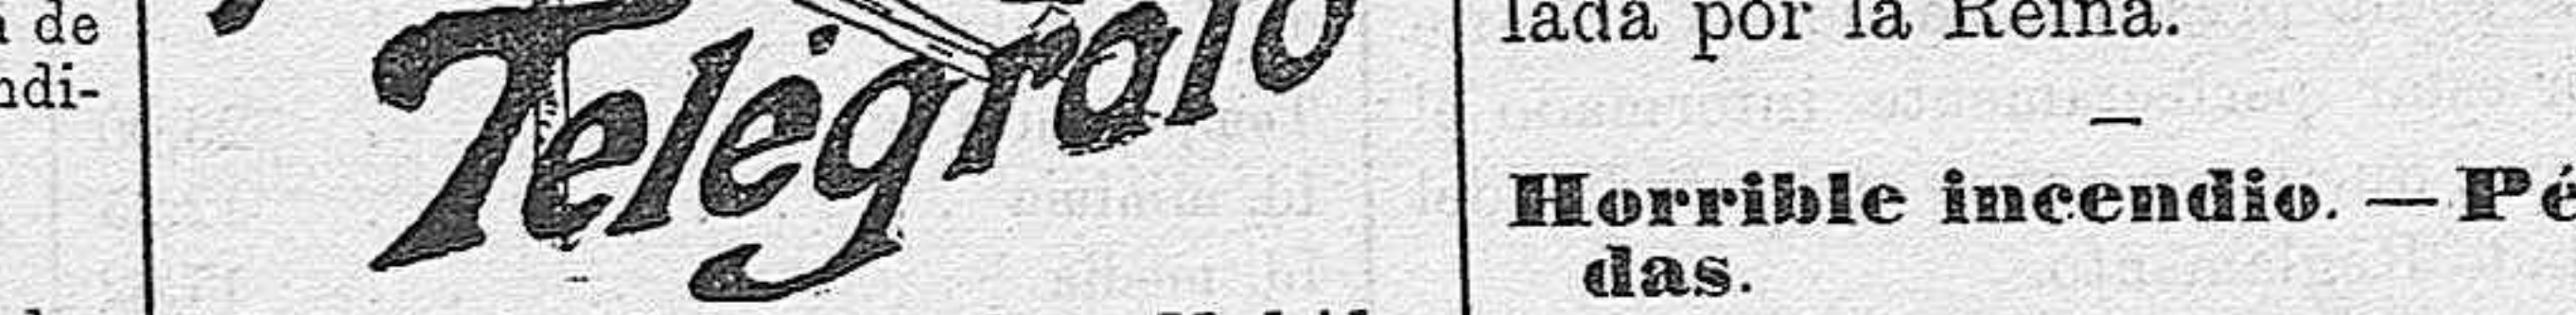 de
ndi-
Telégrafo
lada por la Reina.
Horrible incendio. — Pé
das.